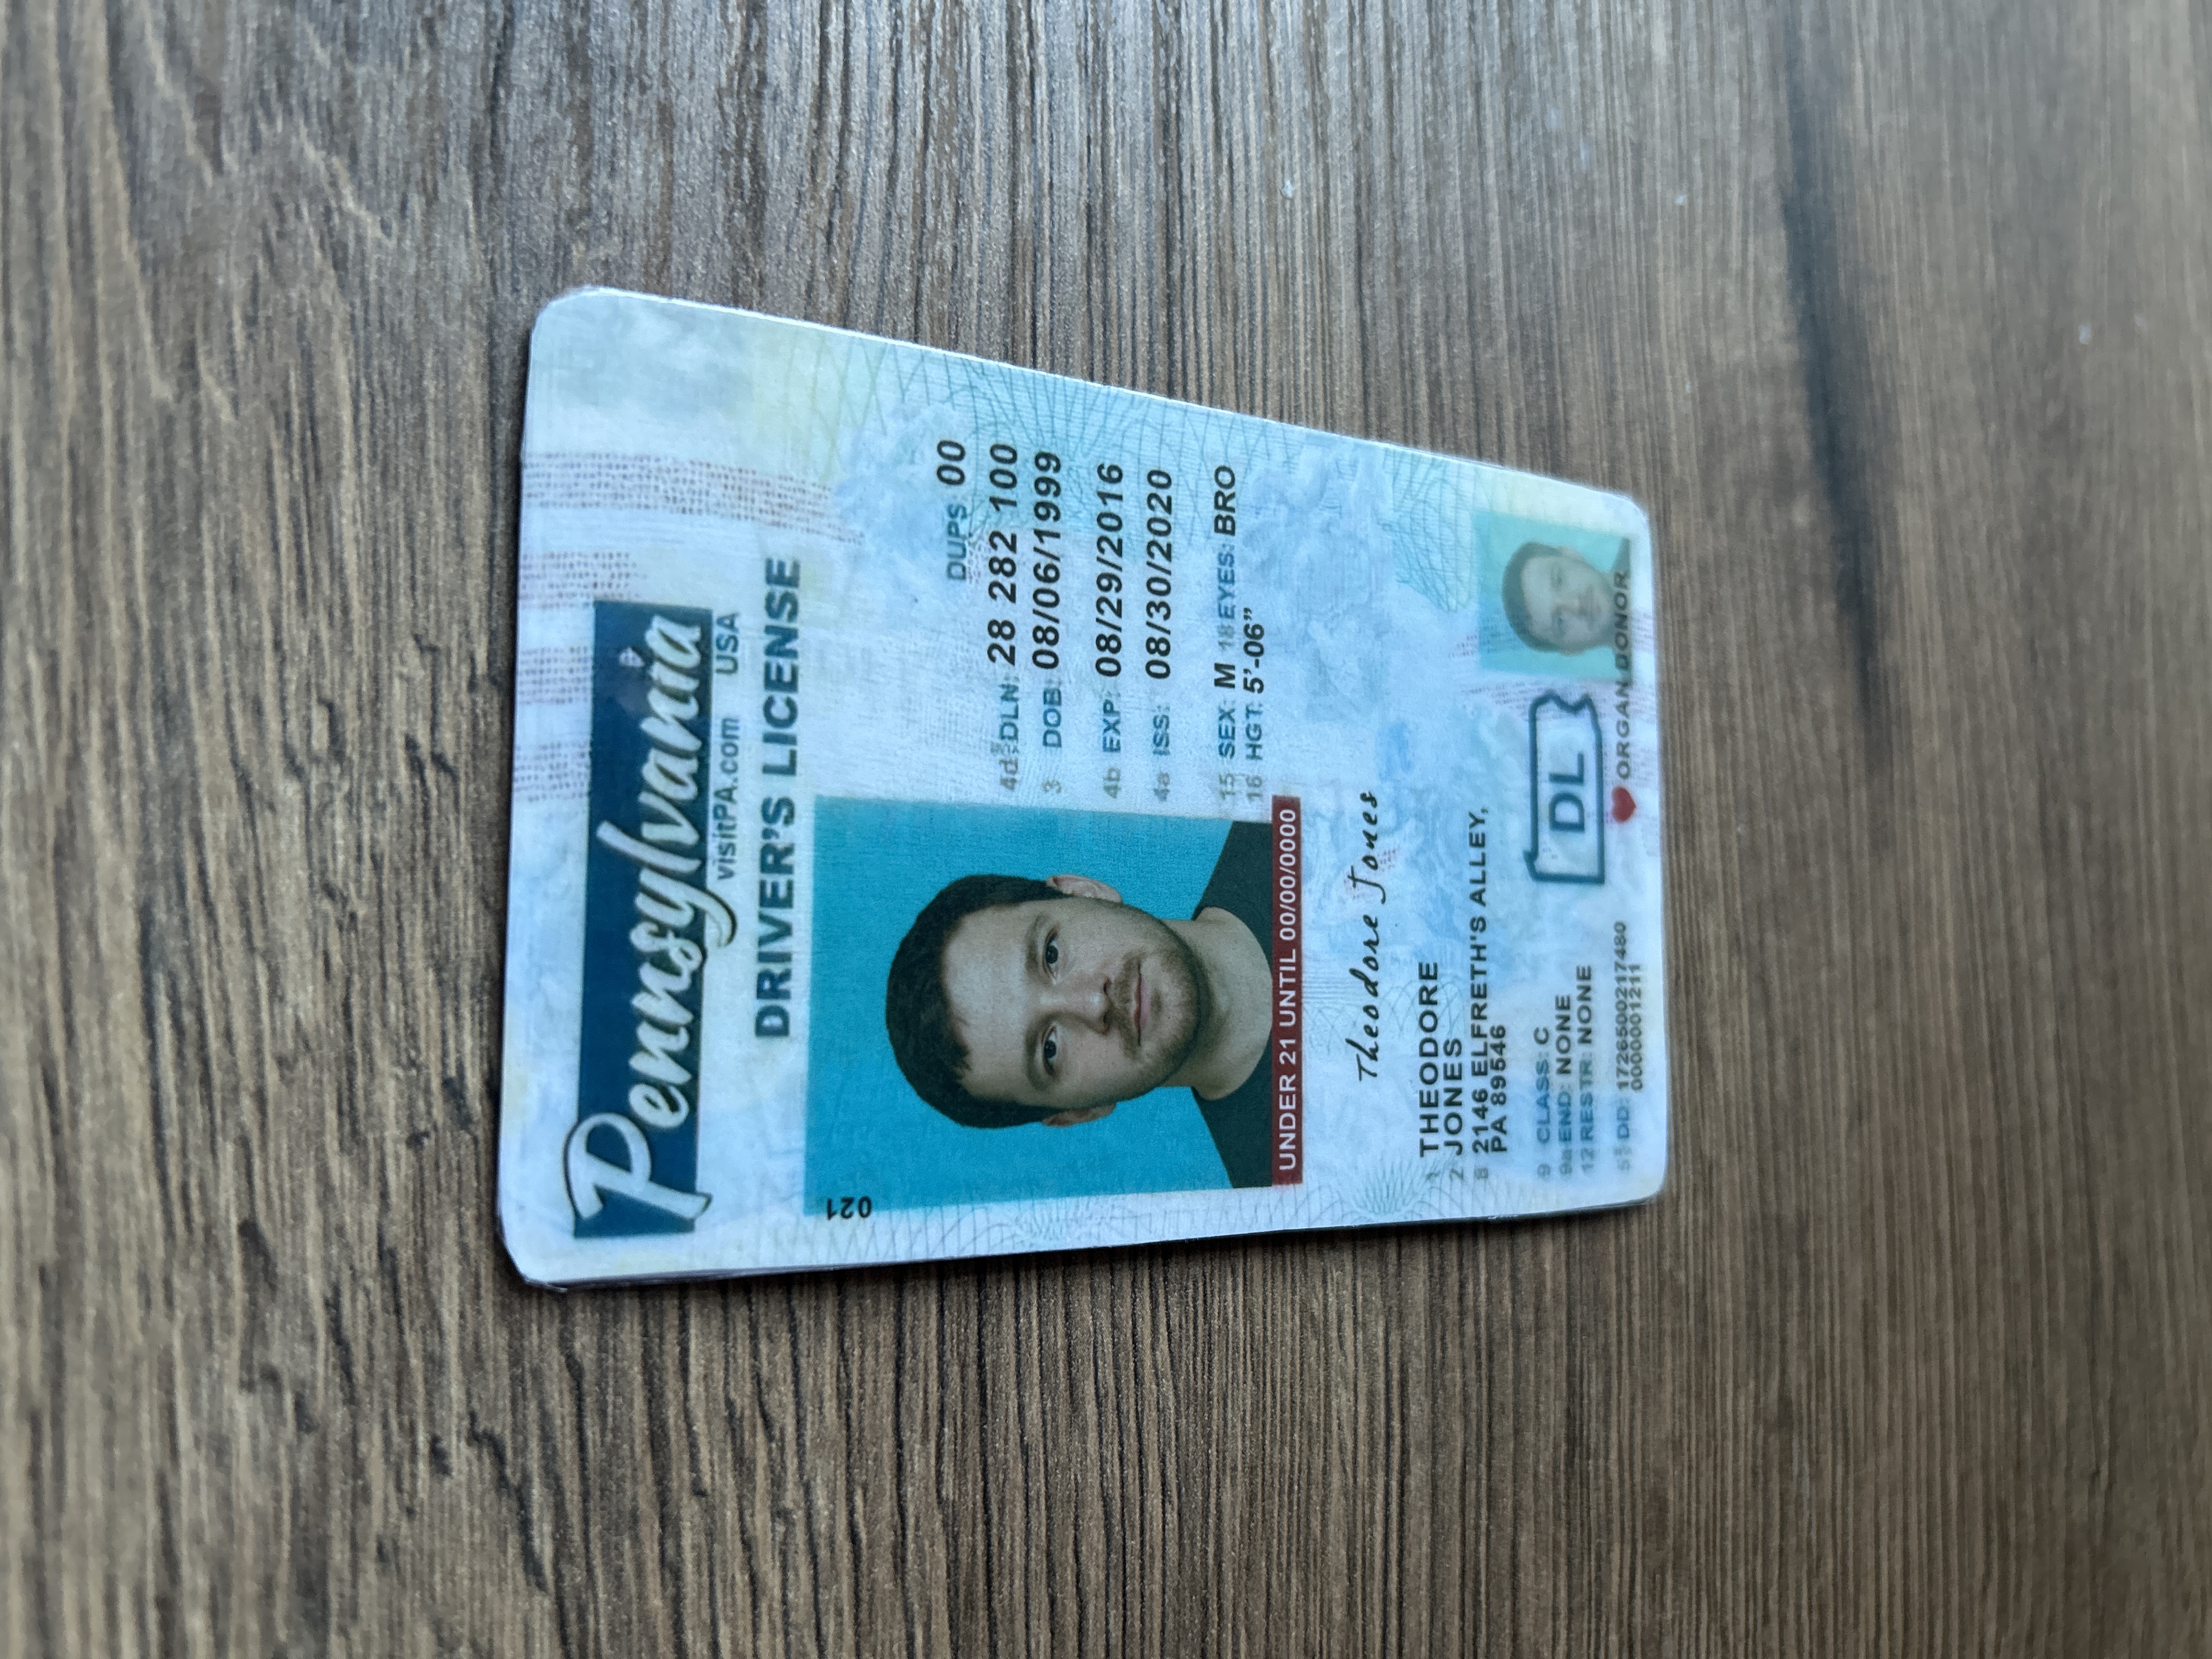 Pennsylvania
visitPA.com USA
DRIVER'S LICENSE
021
DUPS: 00
4d DLN: 28 282 100
3 DOB: 08/06/1999
4b EXP: 08/29/2016
4a ISS: 08/30/2020
15 SEX: M 18 EYES: BRO
16 HGT: 5'-06"
UNDER 21 UNTIL 00/00/0000
Theodore Jones
1 THEODORE
2 JONES
8 2146 ELFRETH'S ALLEY,
PA 89546
9 CLASS: C
9a END: NONE
12 RESTR: NONE
DL
5 DD: 1726500217480
0000001211
ORGAN DONOR